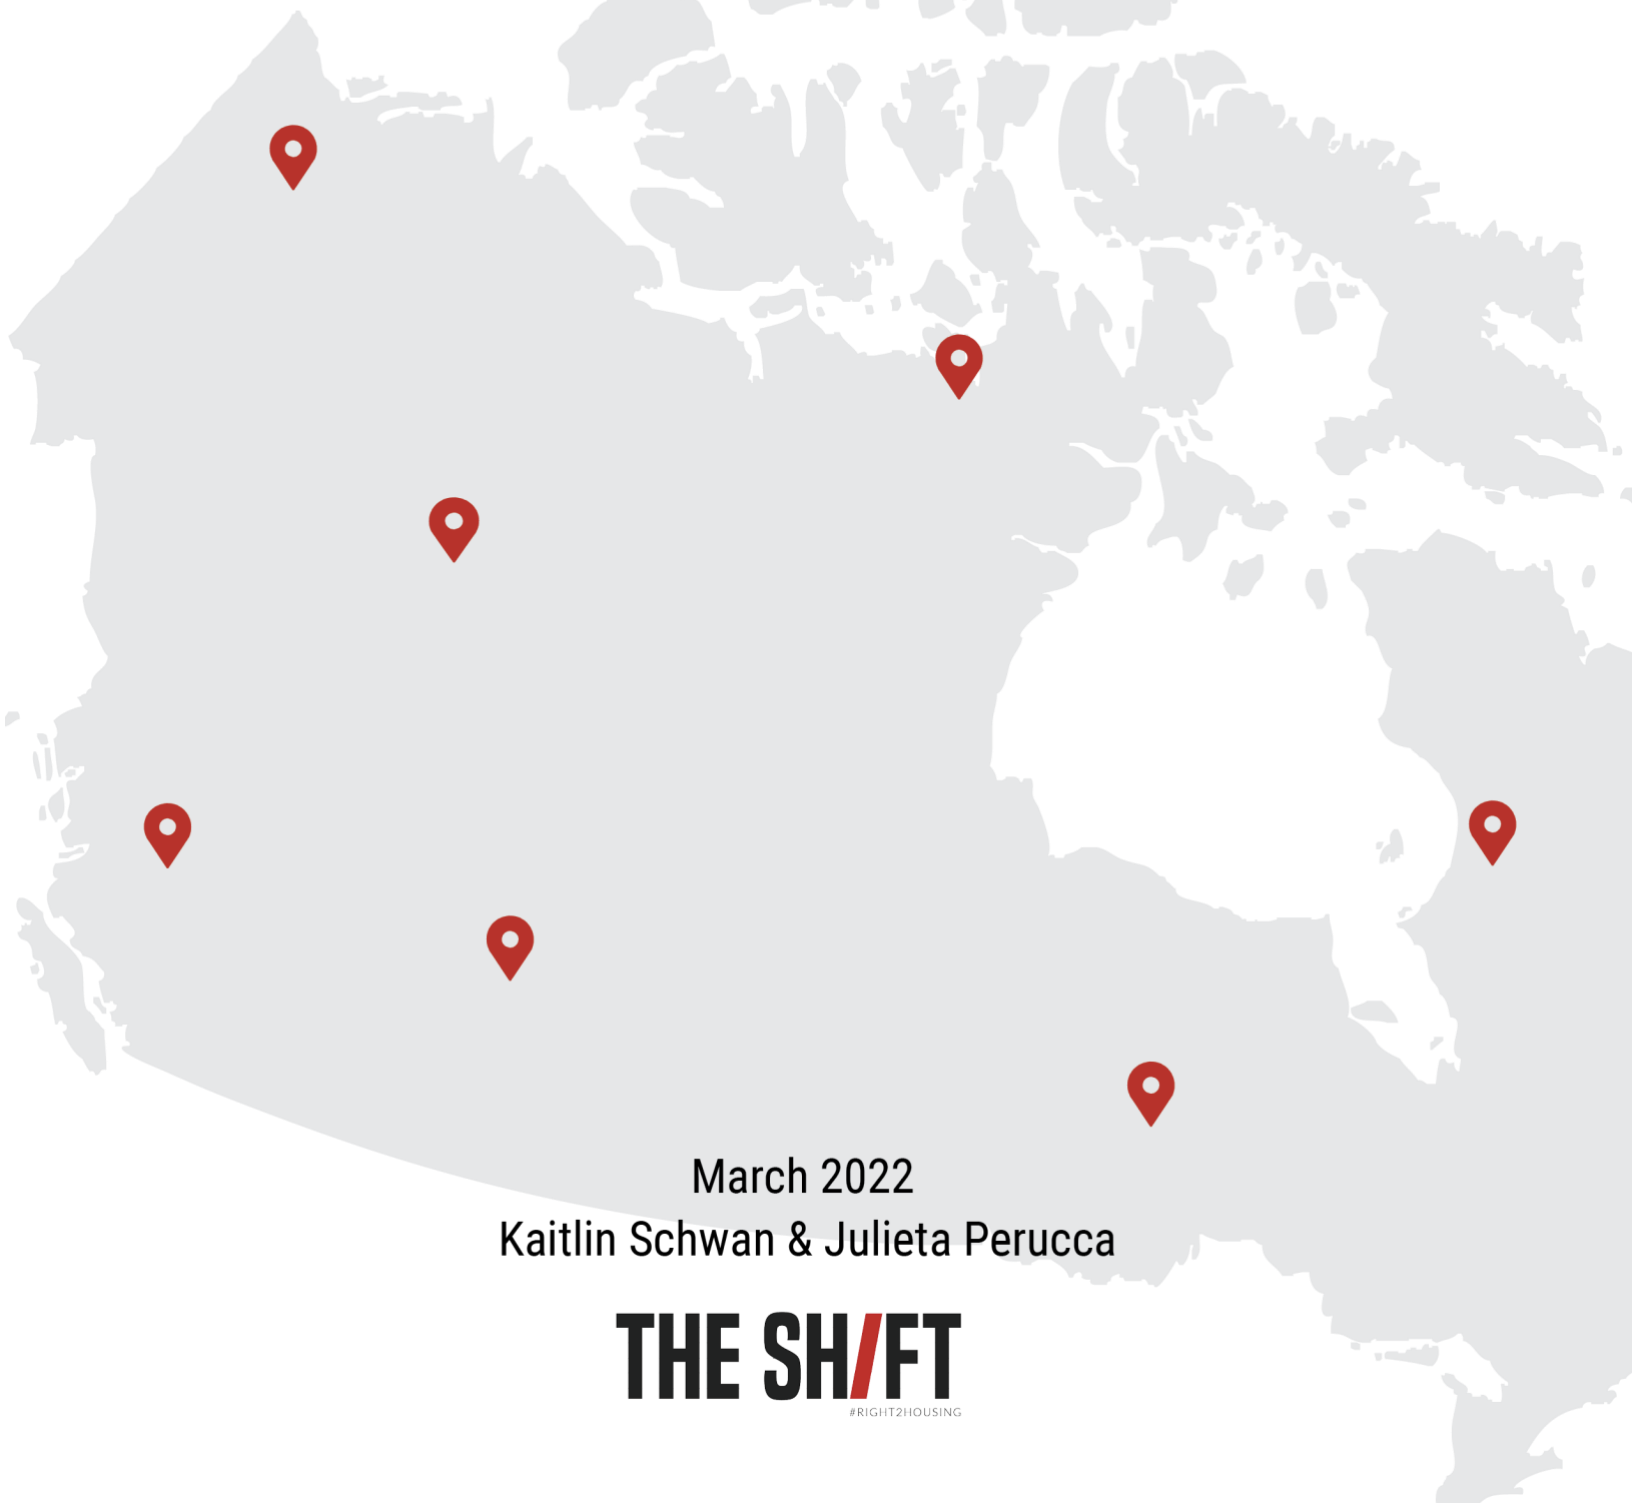 March 2022
Kaitlin Schwan & Julieta Perucca
THE SH/FT
#RIGHT2HOUSING